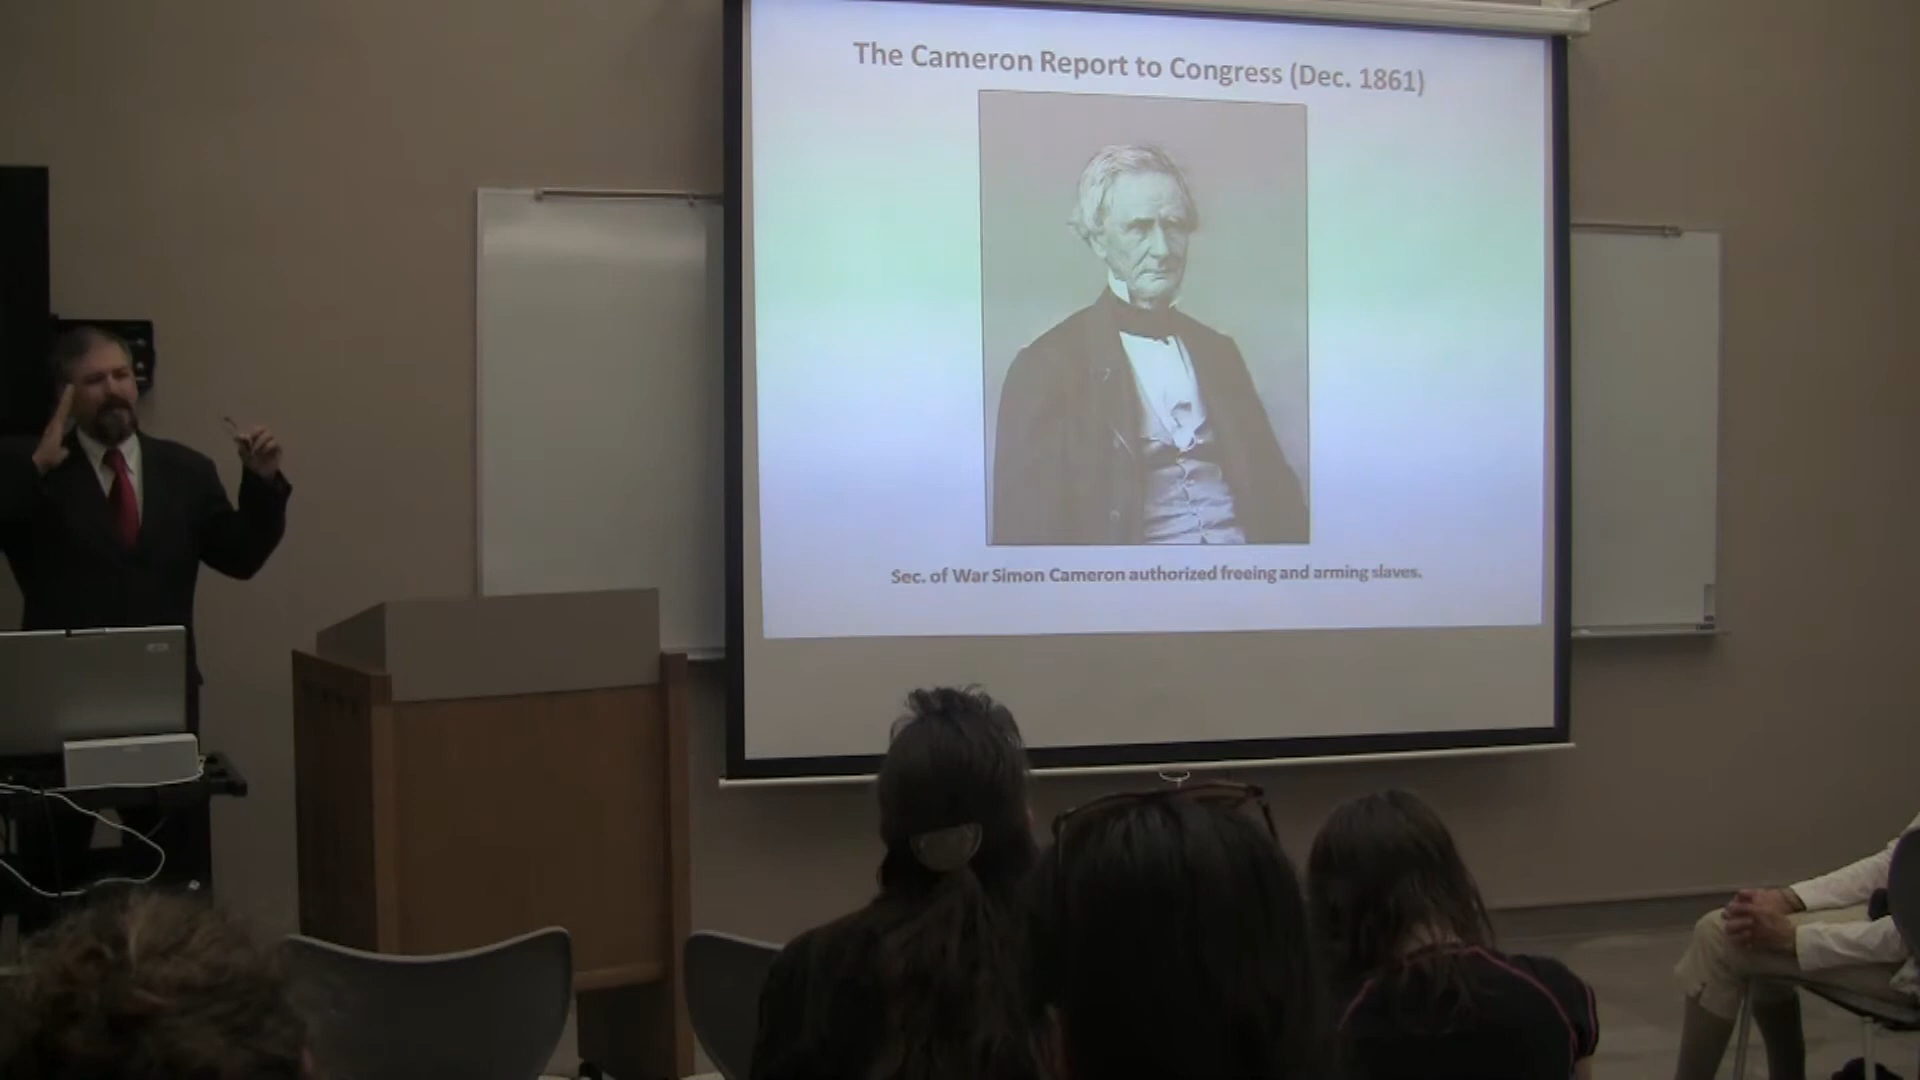 The Cameron Report to Congress (Dec. 1861)
Sec. of War Simon Cameron authorized freeing and arming slaves.